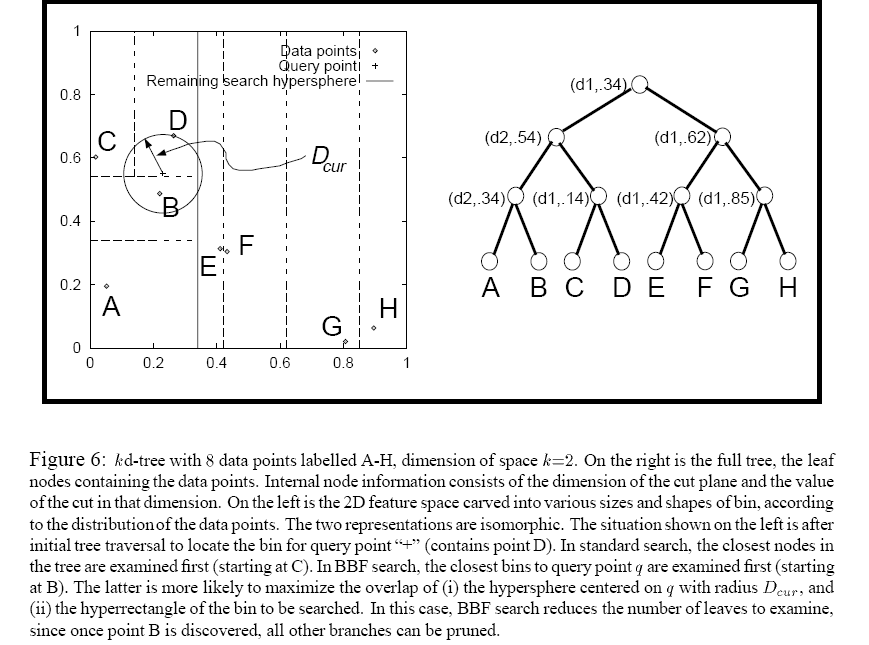 1
Data points
Query point
Remaining search hypersphere
0.8
0.6
0.4
0.2
0
C
D
B
D cur
E
F
A
G
H
0 0.2 0.4 0.6 0.8 1
(d1,.34)
(d2,.54) (d1,.62)
(d2,.34) (d1,.14) (d1,.42) (d1,.85)
A B C D E F G H
Figure 6: kd-tree with 8 data points labelled A-H, dimension of space k=2. On the right is the full tree, the leaf
nodes containing the data points. Internal node information consists of the dimension of the cut plane and the value
of the cut in that dimension. On the left is the 2D feature space carved into various sizes and shapes of bin, according
to the distribution of the data points. The two representations are isomorphic. The situation shown on the left is after
initial tree traversal to locate the bin for query point “+” (contains point D). In standard search, the closest nodes in
the tree are examined first (starting at C). In BBF search, the closest bins to query point q are examined first (starting
at B). The latter is more likely to maximize the overlap of (i) the hypersphere centered on q with radius Dcur, and
(ii) the hyperrectangle of the bin to be searched. In this case, BBF search reduces the number of leaves to examine,
since once point B is discovered, all other branches can be pruned.